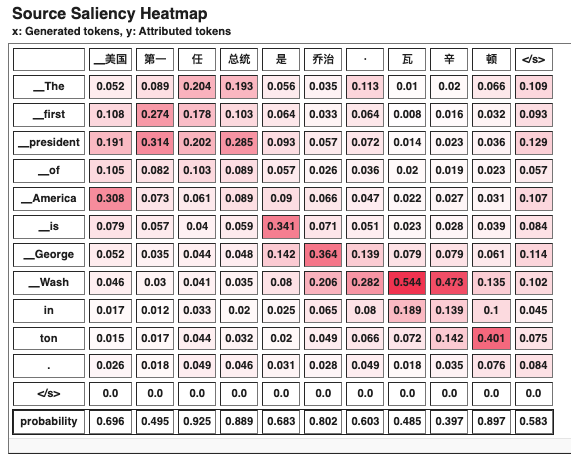 Source Saliency Heatmap
x: Generated tokens, y: Attributed tokens
__美国 第一 任 总统 是 乔治 · 瓦 辛 顿 </s>
__The 0.052 0.089 0.204 0.193 0.056 0.035 0.113 0.01 0.02 0.066 0.109
__first 0.108 0.274 0.178 0.103 0.064 0.033 0.064 0.008 0.016 0.032 0.093
__president 0.191 0.314 0.202 0.285 0.093 0.057 0.072 0.014 0.023 0.036 0.129
__of 0.105 0.082 0.103 0.089 0.057 0.026 0.036 0.02 0.019 0.023 0.057
__America 0.308 0.073 0.061 0.089 0.09 0.066 0.047 0.022 0.027 0.031 0.107
__is 0.079 0.057 0.04 0.059 0.341 0.071 0.051 0.023 0.028 0.039 0.084
__George 0.052 0.035 0.044 0.048 0.142 0.364 0.139 0.079 0.079 0.061 0.114
__Wash 0.046 0.03 0.041 0.035 0.08 0.206 0.282 0.544 0.473 0.135 0.102
in 0.017 0.012 0.033 0.02 0.025 0.065 0.08 0.189 0.139 0.1 0.045
ton 0.015 0.017 0.044 0.032 0.02 0.049 0.066 0.072 0.142 0.401 0.075
. 0.026 0.018 0.049 0.046 0.031 0.028 0.049 0.018 0.035 0.076 0.084
</s> 0.0 0.0 0.0 0.0 0.0 0.0 0.0 0.0 0.0 0.0 0.0
probability 0.696 0.495 0.925 0.889 0.683 0.802 0.603 0.485 0.397 0.897 0.583